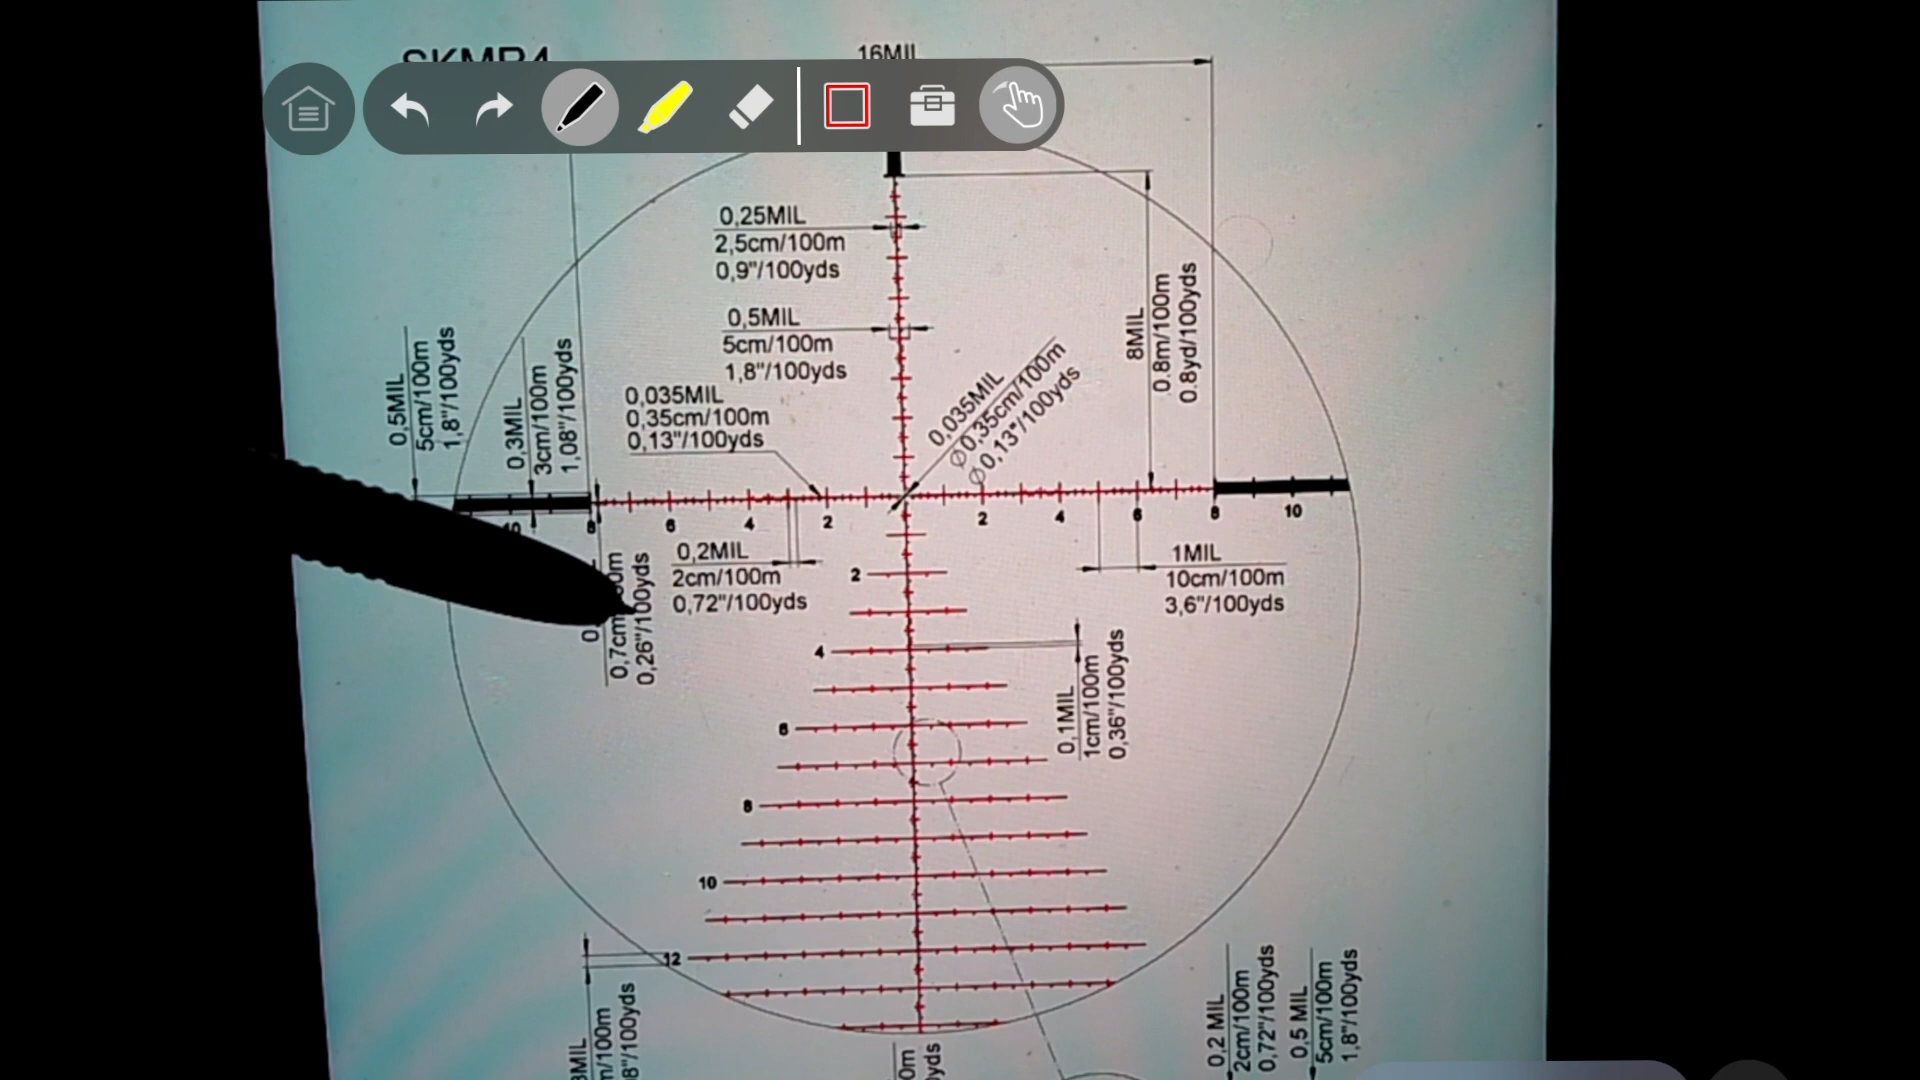 SKMR4
16MIL
0,25MIL
2,5cm/100m
0,9"/100yds
0,5MIL
5cm/100m
1,8"/100yds
8MIL
0.8m/100m
0.8yd/100yds
0,5MIL
5cm/100m
1,8"/100yds
0,3MIL
3cm/100m
1,08"/100yds
0,035MIL
0,35cm/100m
0,13"/100yds
0,035MIL
Ø0,35cm/100m
Ø0,13"/100yds
8 6 4 2 2 4 6 8 10
0,7cm
0,26"/100yds
0,2MIL
2cm/100m
0,72"/100yds
1MIL
10cm/100m
3,6"/100yds
2
4
0,1MIL
1cm/100m
0,36"/100yds
6
8
10
12
0,2 MIL
2cm/100m
0,72"/100yds
0,5 MIL
5cm/100m
1,8"/100yds